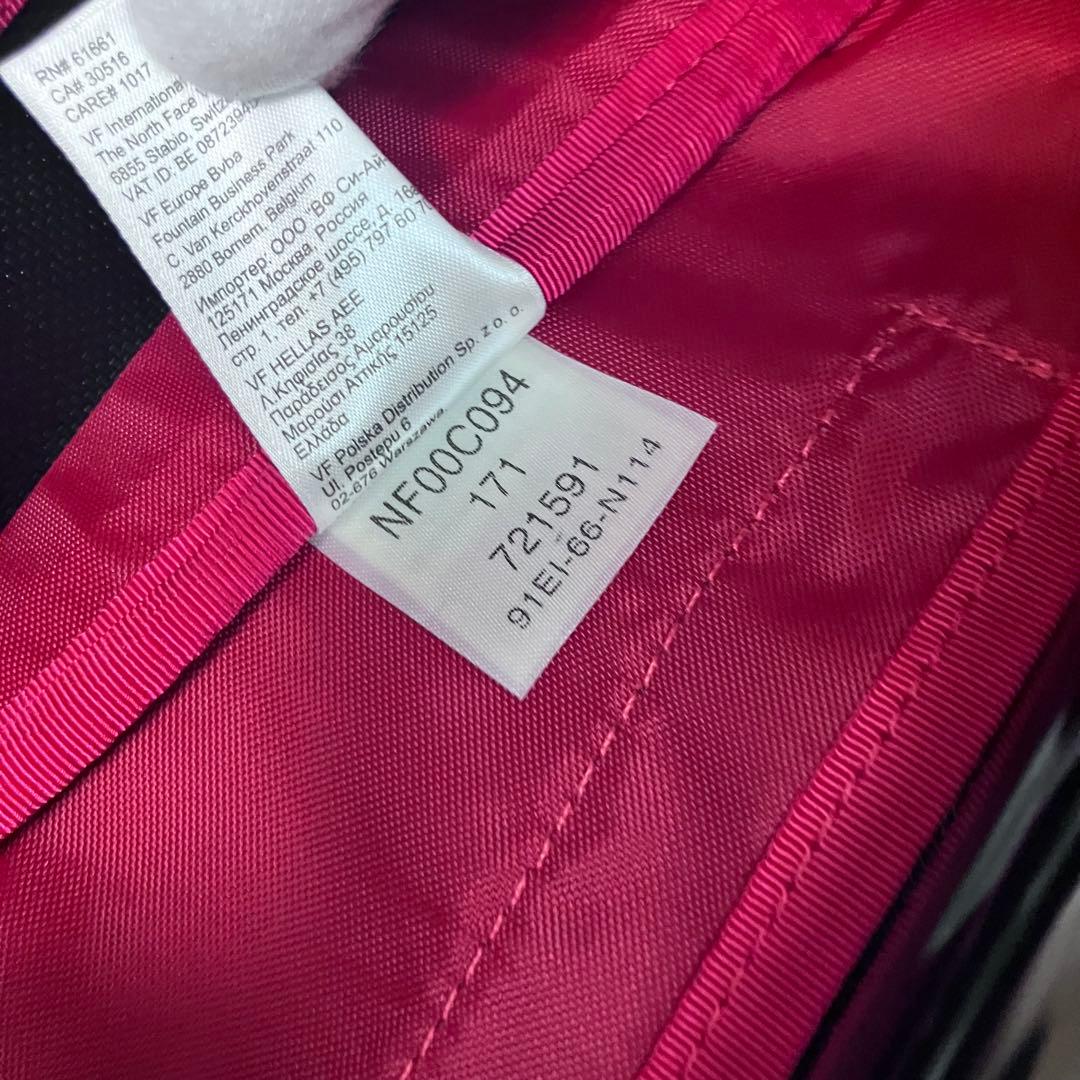 RN# 61661
CA# 30516
CARE# 1017
VF International
The North Face
6855 Stabio, Switz
VAT ID: BE 0872394
VF Europe Bvba
Fountain Business Park
C. Van Kerckhovenstraat 110
2880 Bornem, Belgium
Импортер: ООО "ВФ Си-Ай
125171 Москва, Россия
Ленинградское шоссе, д. 16а
стр. 1, тел. +7 (495) 797 60 7
VF HELLAS AEE
Λ.Κηφισίας 38
Παράδεισος Αμαρουσίου
Μαρούσι Αττικής 15125
Ελλάδα
VF Polska Distribution Sp. z o. o.
Ul. Postepu 6
02-676 Warszawa
NF00C094
171
721591
91EI-66-N114